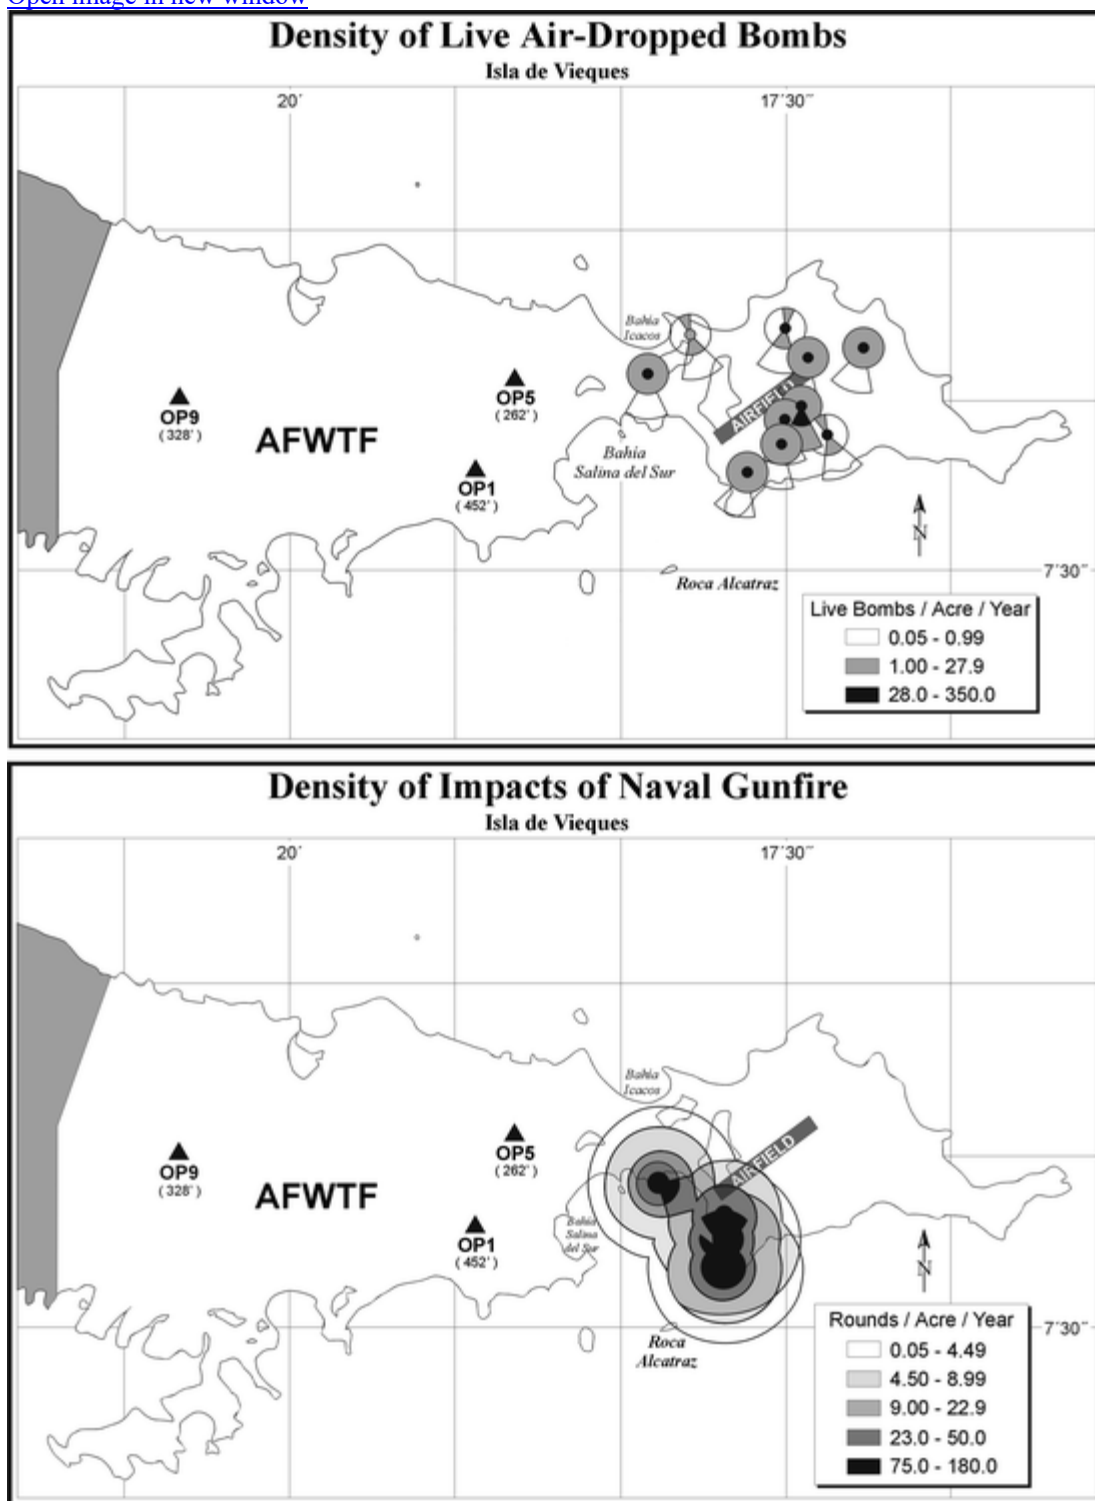 Open image in new window
Density of Live Air-Dropped Bombs
Isla de Vieques
20´
17´30˝
Bahía
Icacos
OP9
(328´)
AFWTF
OP5
(262´)
OP1
(452´)
AIRFIELD
Bahía
Salina del Sur
N
Roca Alcatraz
7´30˝
Live Bombs / Acre / Year
0.05 - 0.99
1.00 - 27.9
28.0 - 350.0
Density of Impacts of Naval Gunfire
Isla de Vieques
20´
17´30˝
Bahía
Icacos
OP9
(328´)
AFWTF
OP5
(262´)
OP1
(452´)
AIRFIELD
Bahía
Salina
del Sur
N
Roca
Alcatraz
7´30˝
Rounds / Acre / Year
0.05 - 4.49
4.50 - 8.99
9.00 - 22.9
23.0 - 50.0
75.0 - 180.0